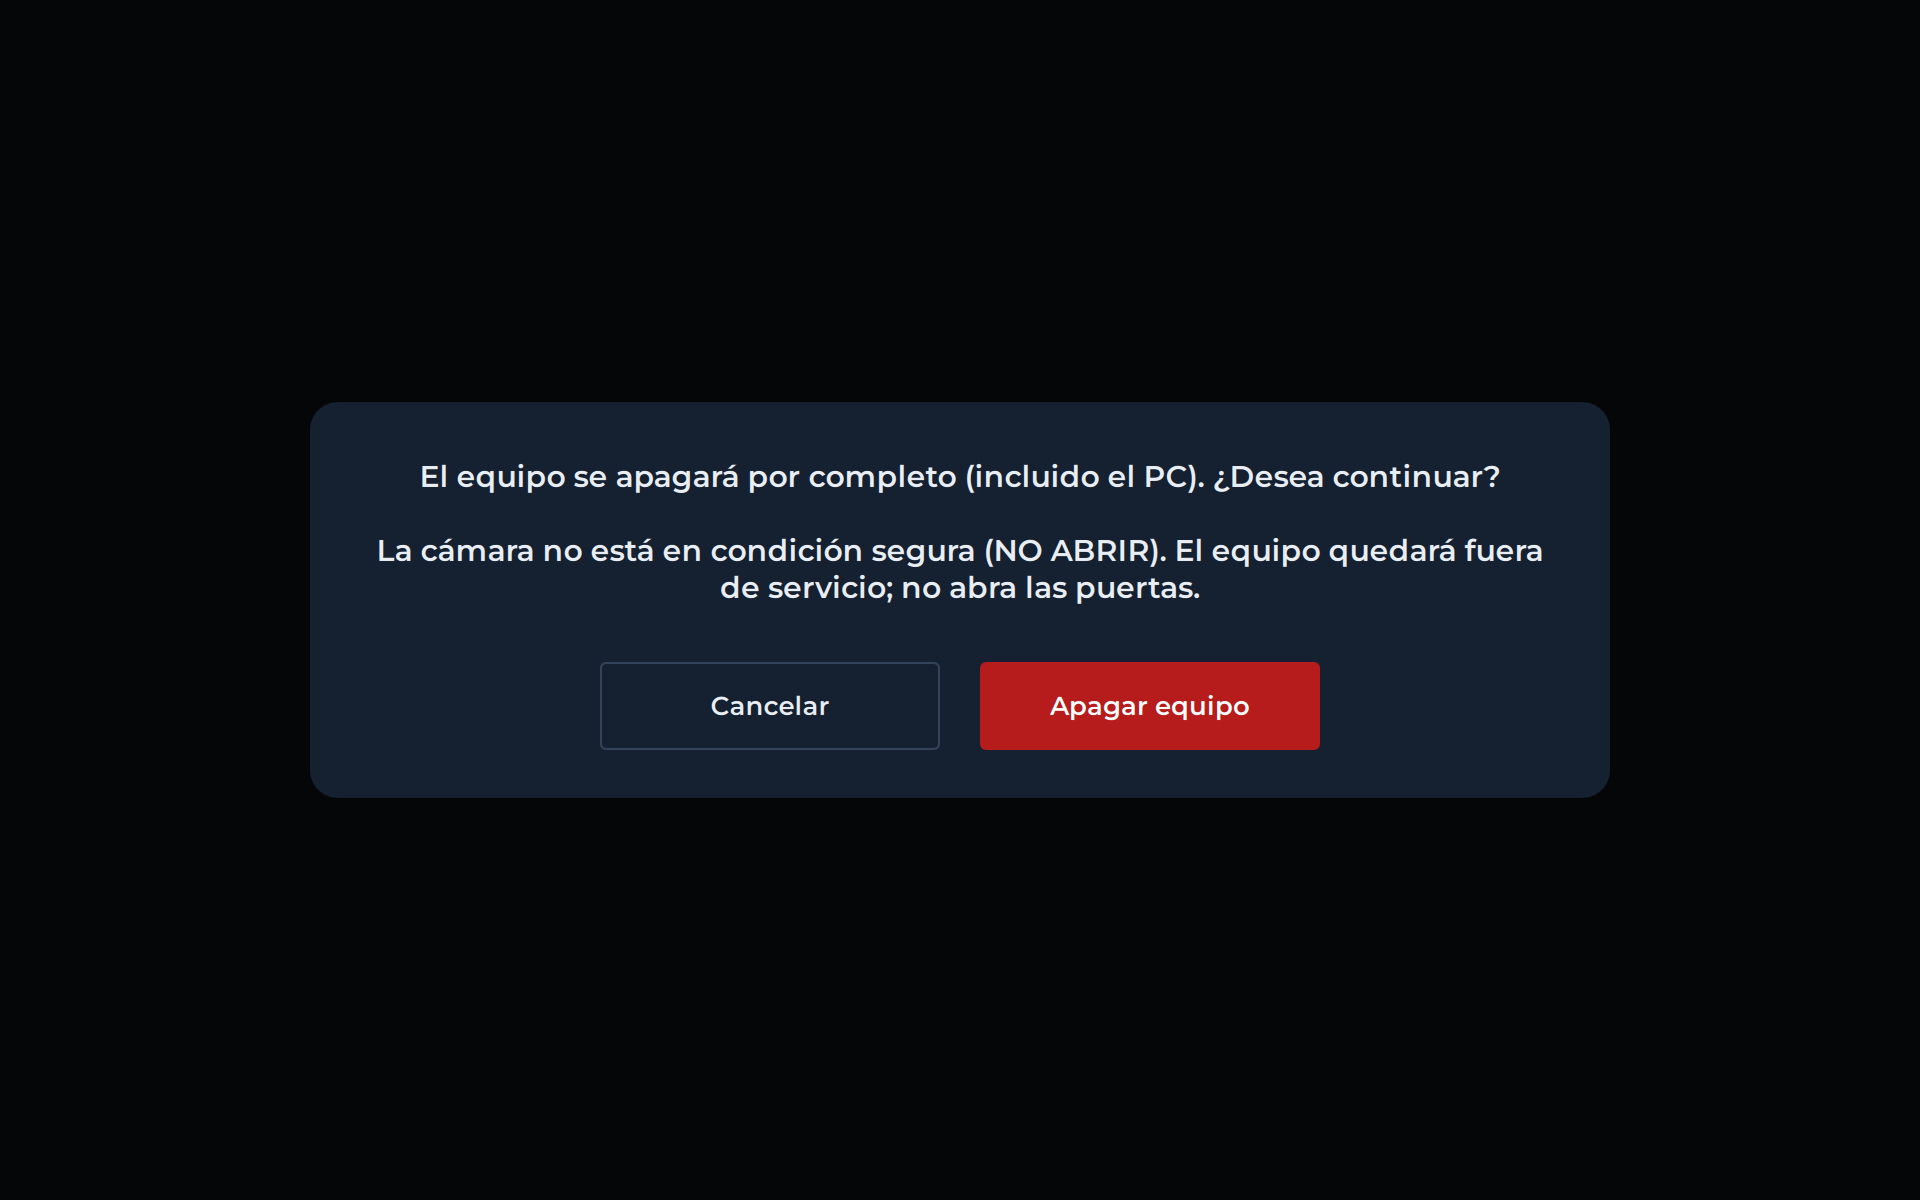 El equipo se apagará por completo (incluido el PC). ¿Desea continuar?
La cámara no está en condición segura (NO ABRIR). El equipo quedará fuera
de servicio; no abra las puertas.
Cancelar
Apagar equipo